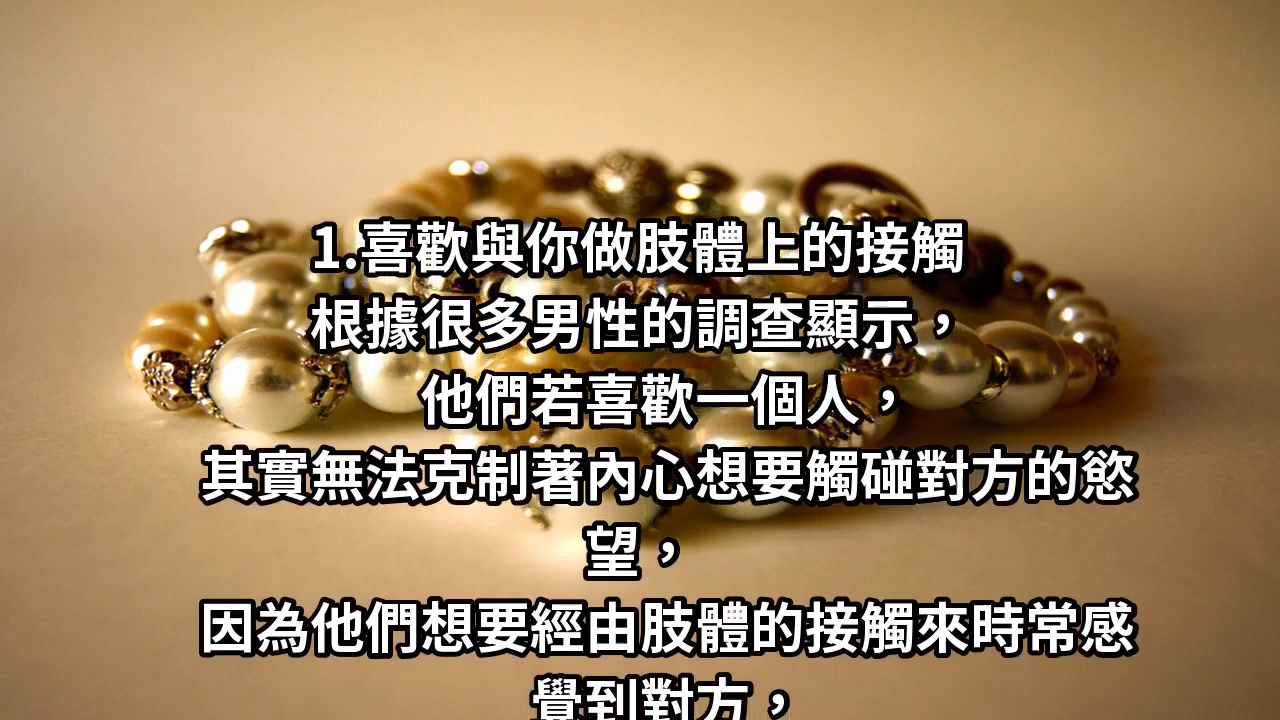 1.喜歡與你做肢體上的接觸
根據很多男性的調查顯示，
他們若喜歡一個人，
其實無法克制著內心想要觸碰對方的慾
望，
因為他們想要經由肢體的接觸來時常感
覺到對方，